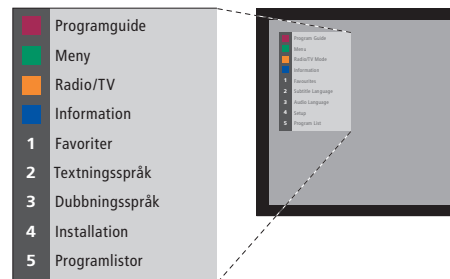 Programguide
Meny
Radio/TV
Information
1 Favoriter
2 Textningsspråk
3 Dubbningsspråk
4 Installation
5 Programlistor
Program Guide
Menu
Radio/TV Mode
Information
1 Favourites
2 Subtitle Language
3 Audio Language
4 Setup
5 Program List